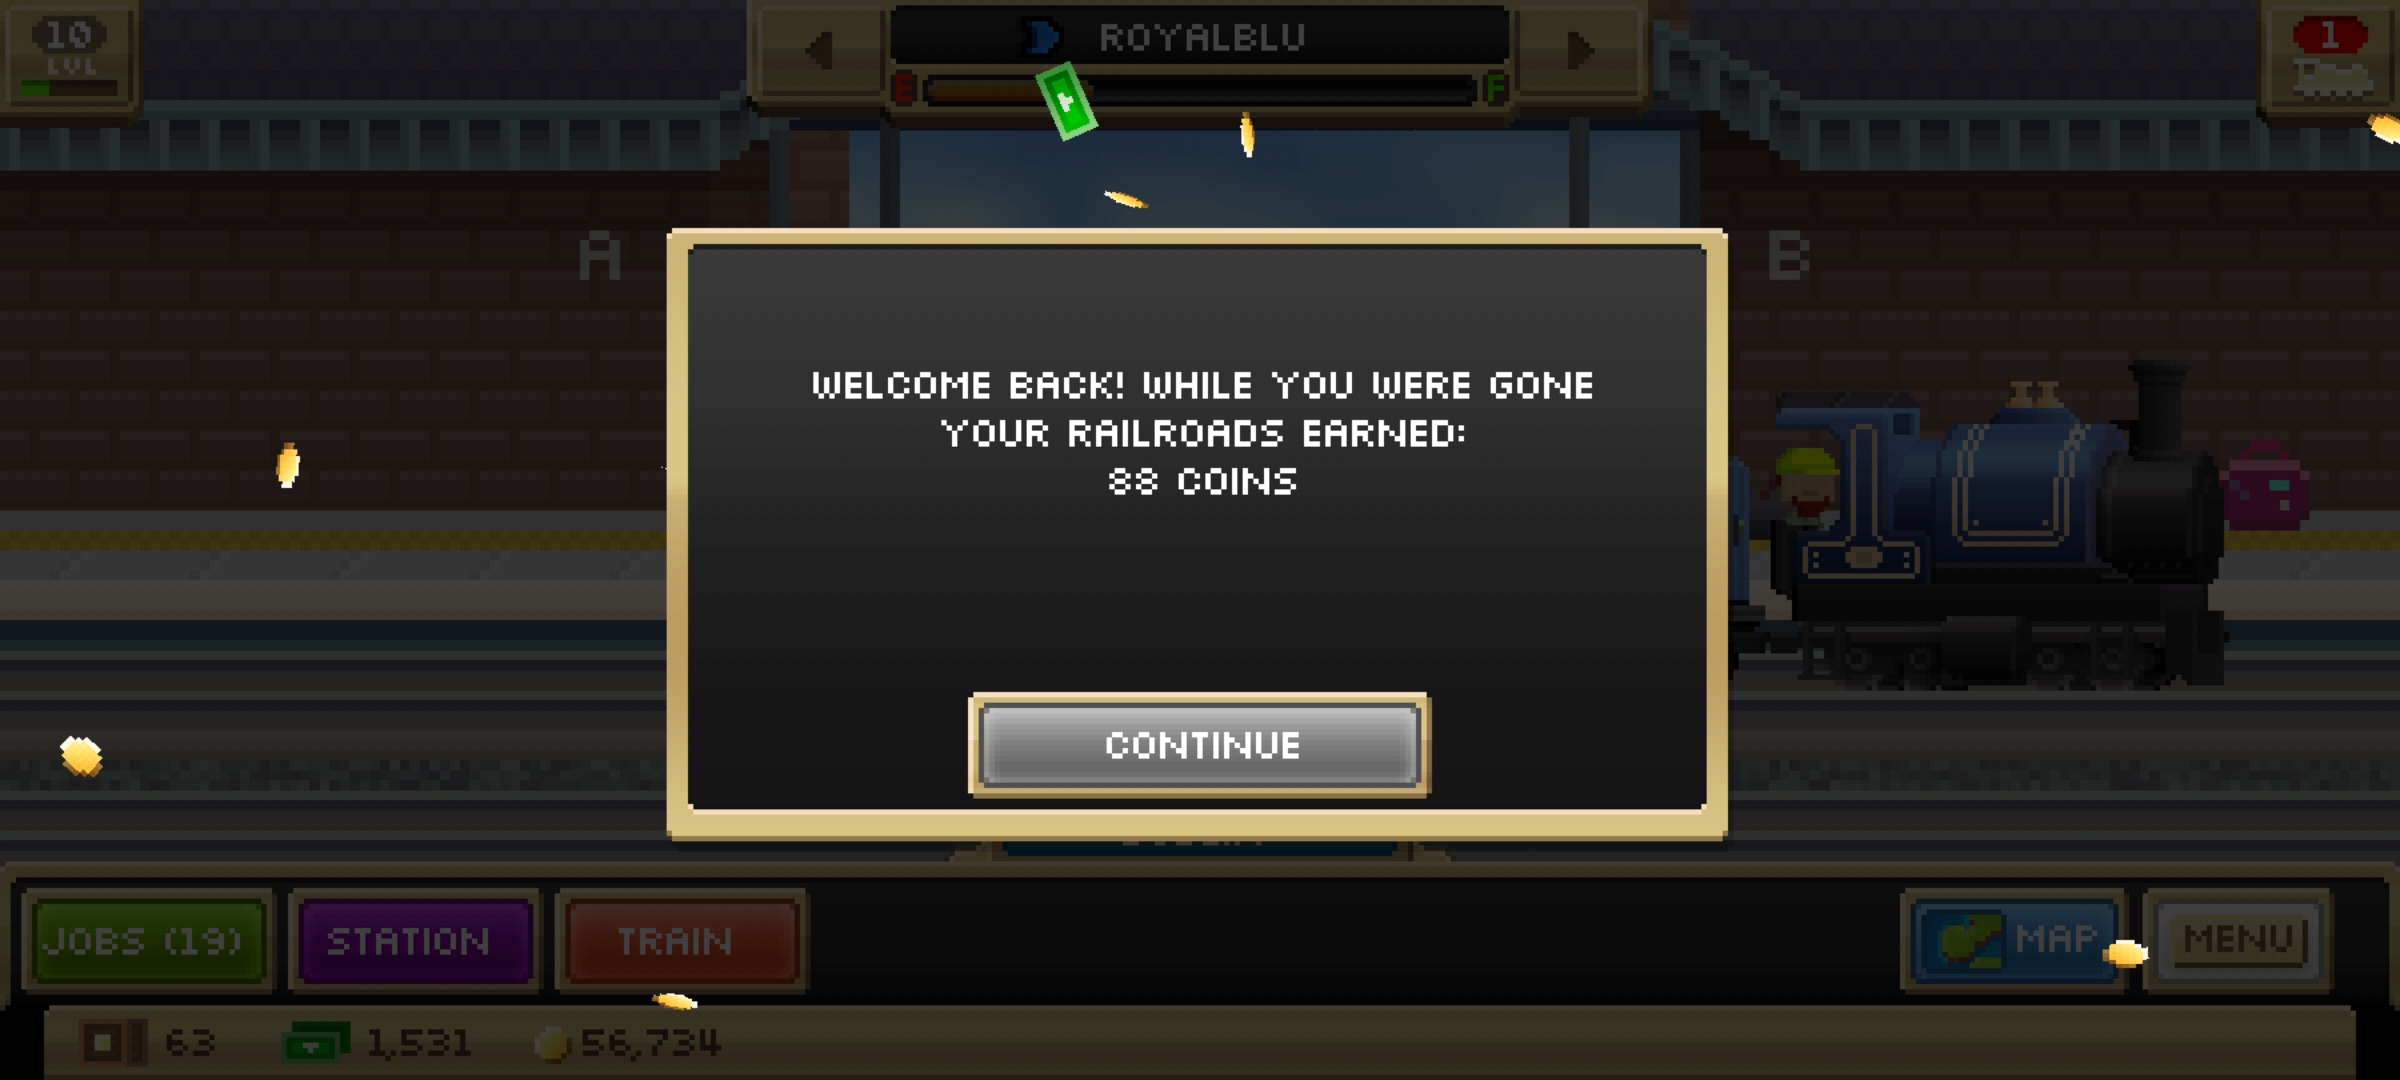 10
LVL
ROYALBLU
E
F
1
A
B
WELCOME BACK! WHILE YOU WERE GONE
YOUR RAILROADS EARNED:
88 COINS
CONTINUE
JOBS (19)
STATION
TRAIN
MAP
MENU
63
1,531
56,734